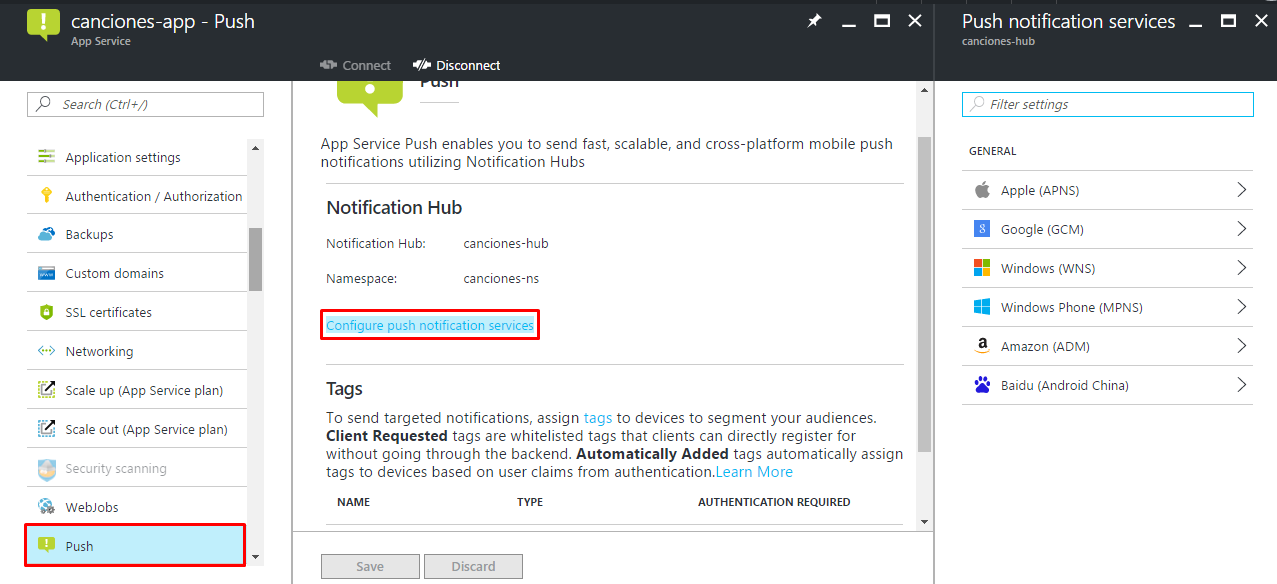 canciones-app - Push
App Service
Connect
Disconnect
Search (Ctrl+/)
Application settings
Authentication / Authorization
Backups
Custom domains
SSL certificates
Networking
Scale up (App Service plan)
Scale out (App Service plan)
Security scanning
WebJobs
Push
Push
App Service Push enables you to send fast, scalable, and cross-platform mobile push
notifications utilizing Notification Hubs
Notification Hub
Notification Hub: canciones-hub
Namespace: canciones-ns
Configure push notification services
Tags
To send targeted notifications, assign tags to devices to segment your audiences.
Client Requested tags are whitelisted tags that clients can directly register for
without going through the backend. Automatically Added tags automatically assign
tags to devices based on user claims from authentication.Learn More
NAME TYPE AUTHENTICATION REQUIRED
Save Discard
Push notification services
canciones-hub
Filter settings
GENERAL
Apple (APNS)
Google (GCM)
Windows (WNS)
Windows Phone (MPNS)
Amazon (ADM)
Baidu (Android China)